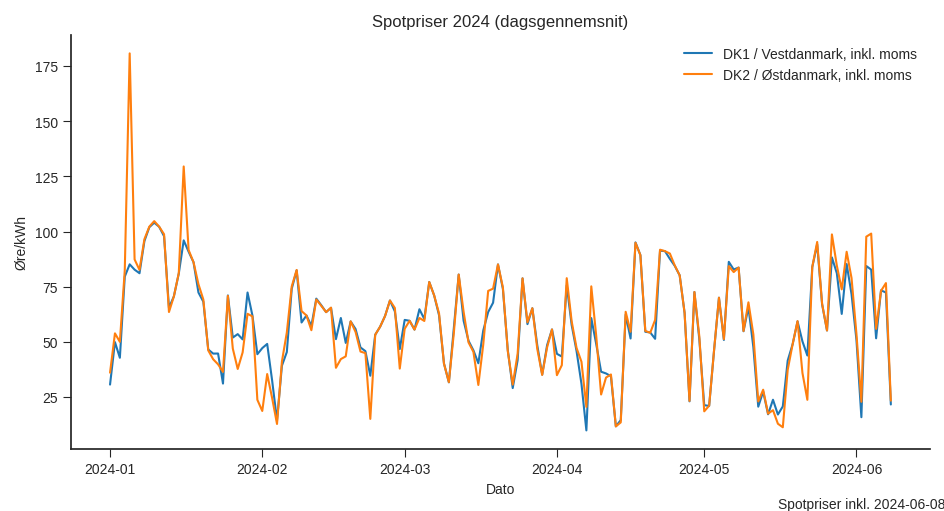 Spotpriser 2024 (dagsgennemsnit)
DK1 / Vestdanmark, inkl. moms
DK2 / Østdanmark, inkl. moms
Øre/kWh
175
150
125
100
75
50
25
2024-01 2024-02 2024-03 2024-04 2024-05 2024-06
Dato
Spotpriser inkl. 2024-06-08